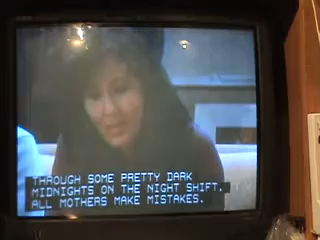 THROUGH SOME PRETTY DARK
MIDNIGHTS ON THE NIGHT SHIFT.
ALL MOTHERS MAKE MISTAKES.